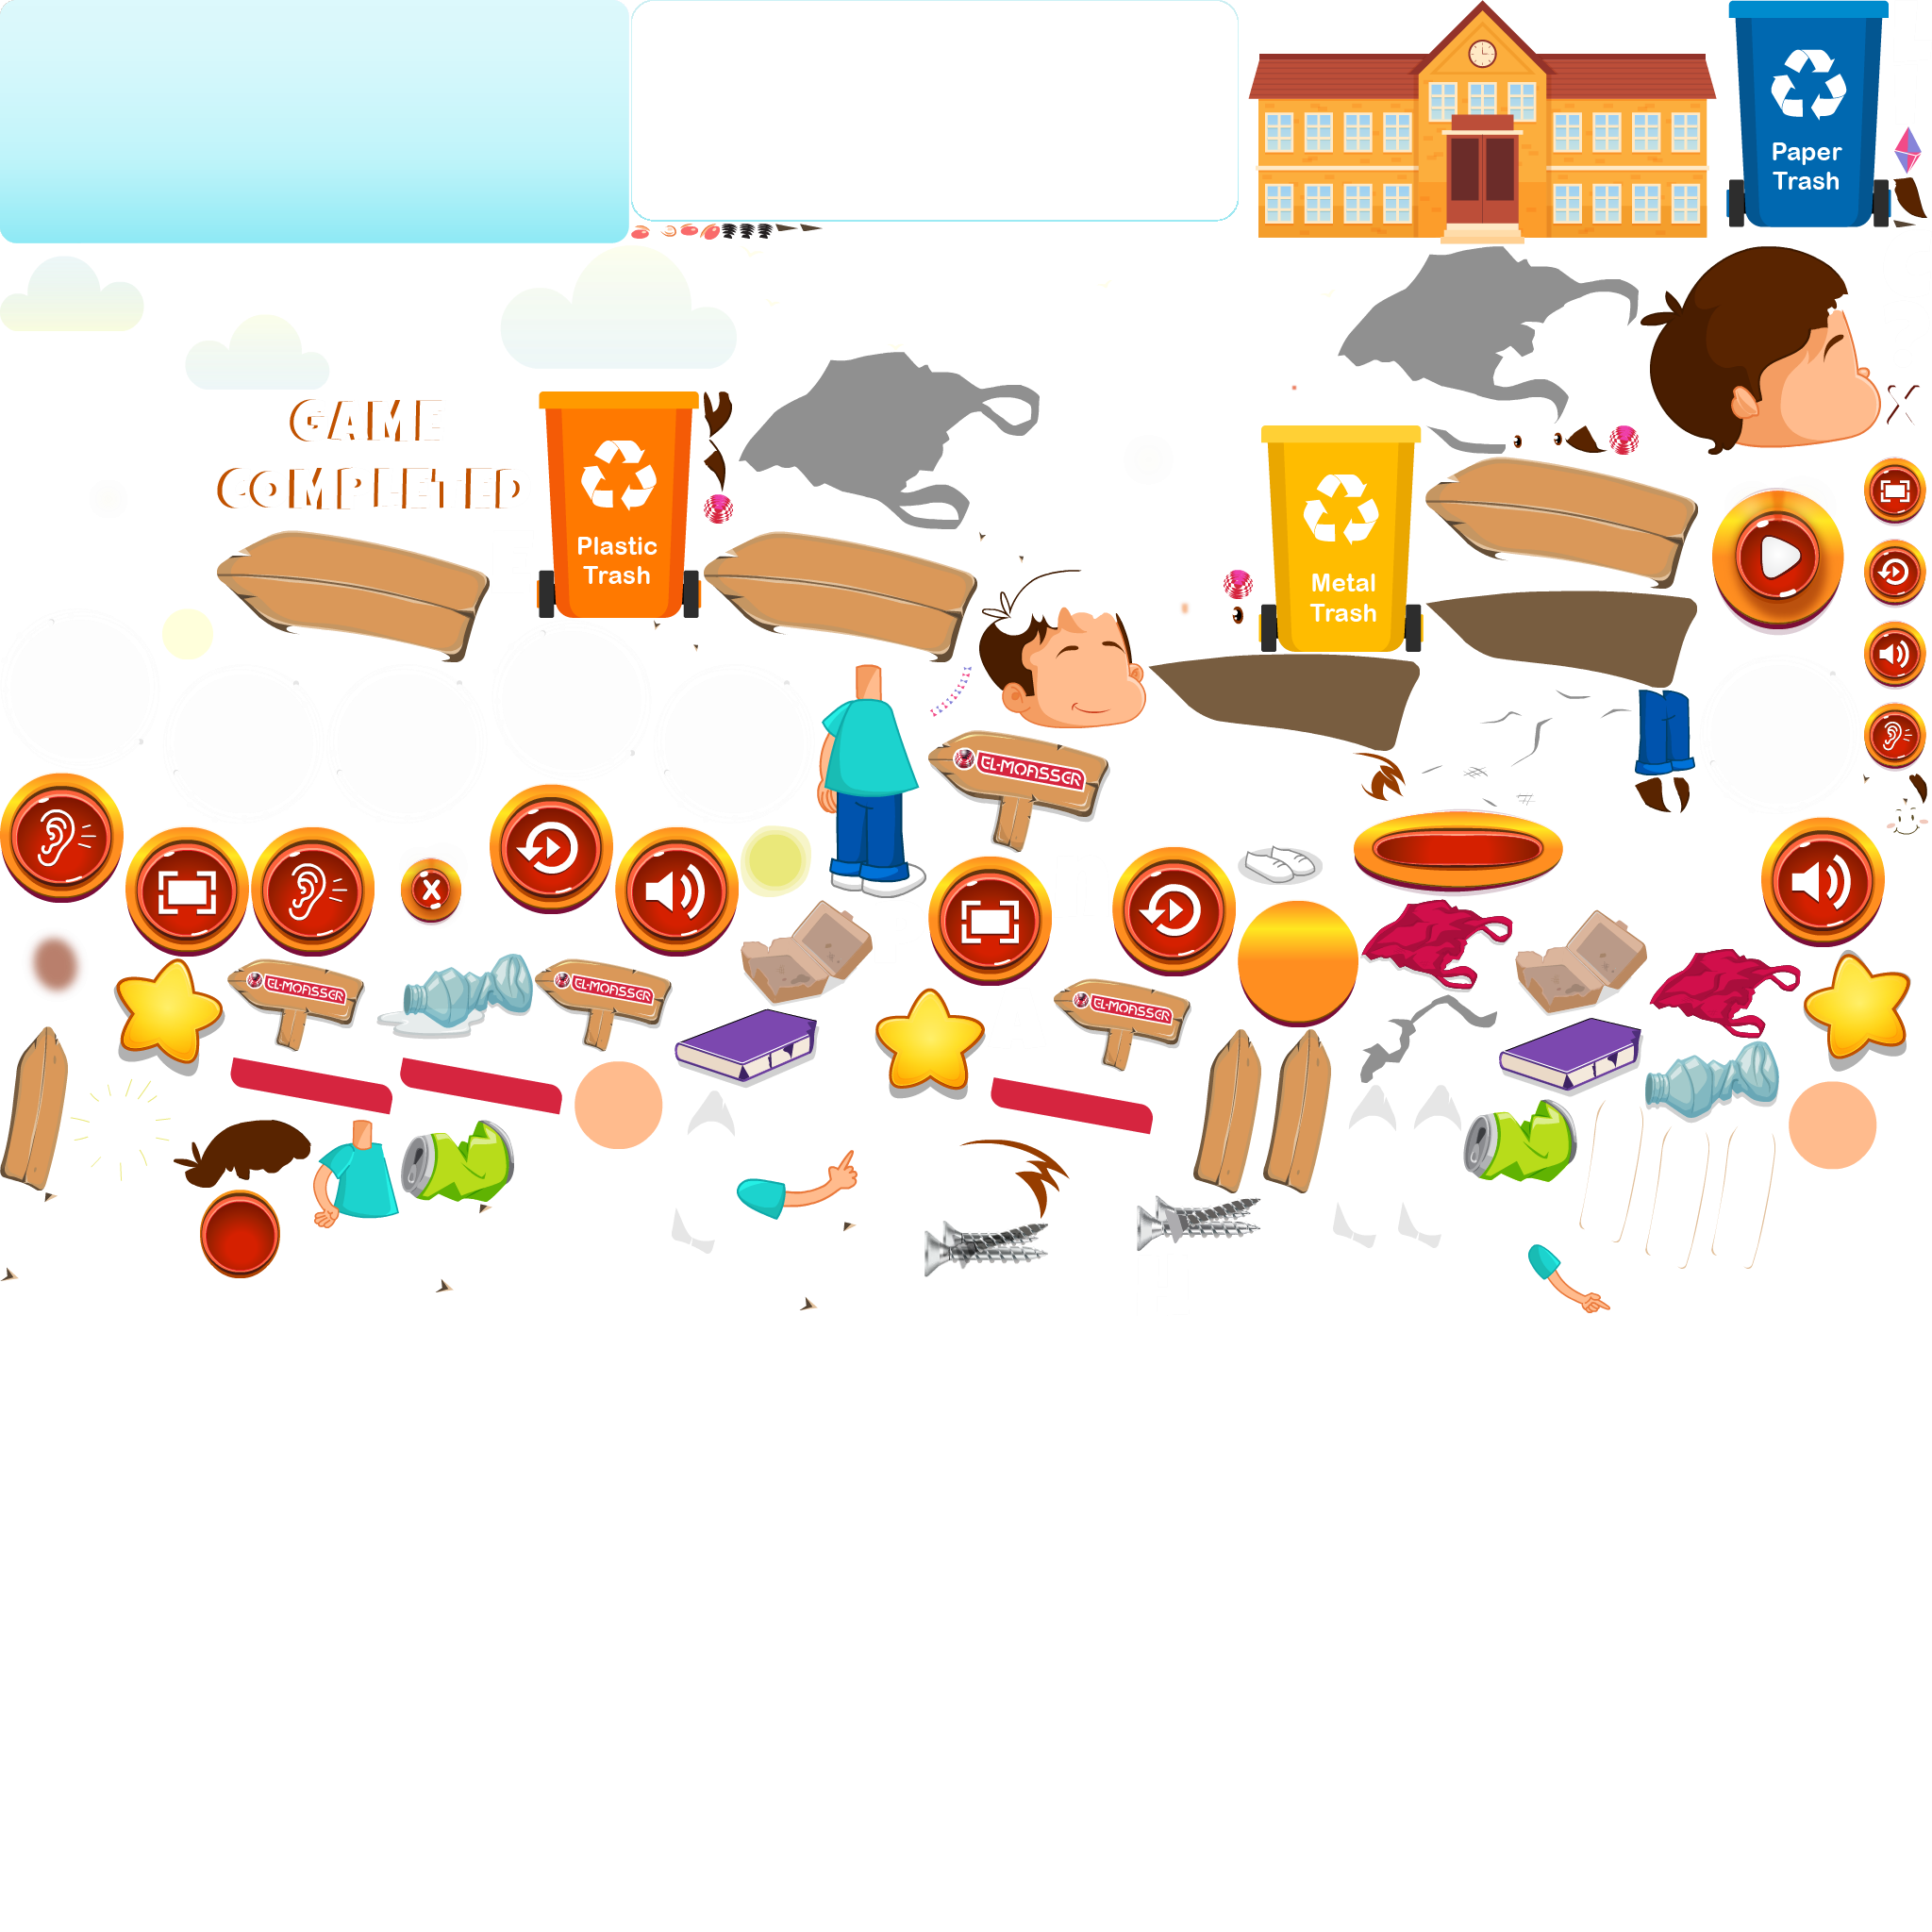 Paper
Trash
GAME
COMPLETED
Plastic
Trash
Metal
Trash
EL-MOASSER
X
EL-MOASSER
EL-MOASSER
EL-MOASSER